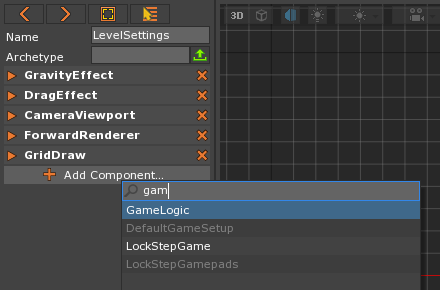 3D
Name
LevelSettings
Archetype
GravityEffect
DragEffect
CameraViewport
ForwardRenderer
GridDraw
Add Component...
gam
GameLogic
DefaultGameSetup
LockStepGame
LockStepGamepads